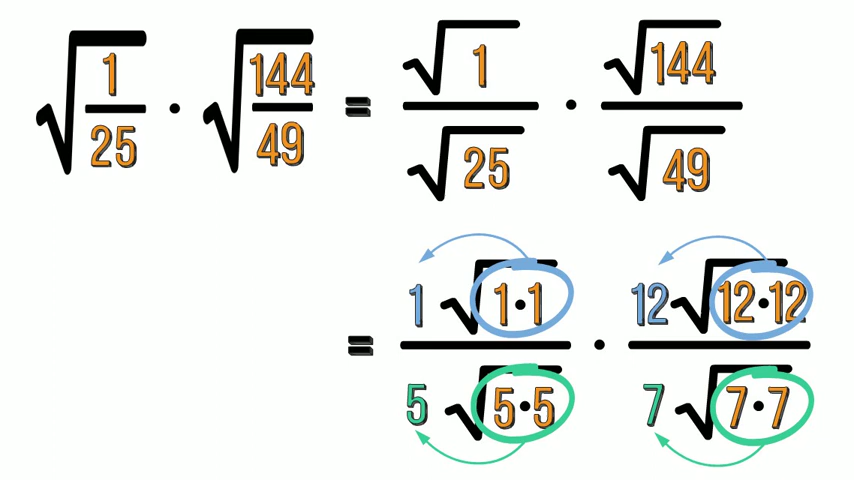 √(1/25) · √(144/49) = √1/√25 · √144/√49
= 1 √(1·1) / 5 √(5·5) · 12 √(12·12) / 7 √(7·7)